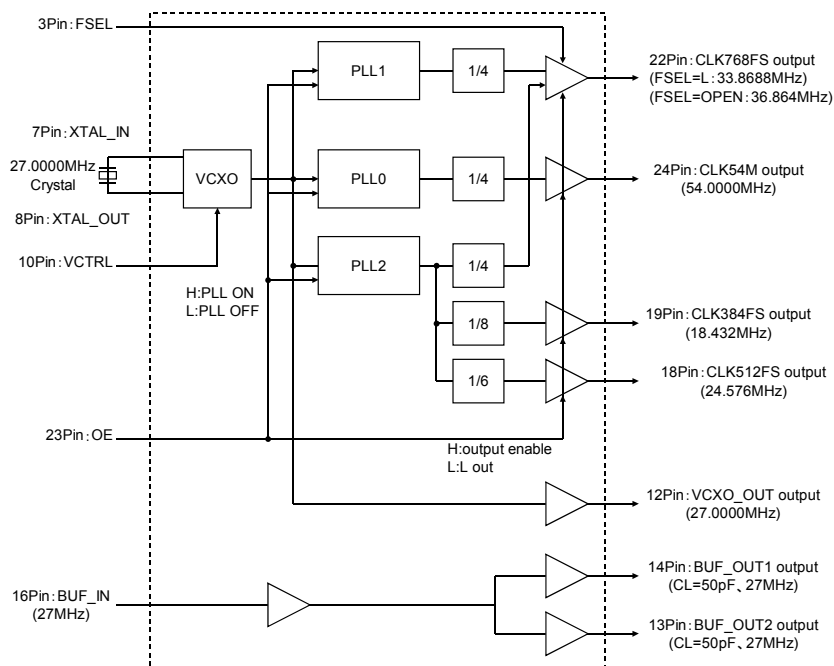 3Pin:FSEL
PLL1
1/4
22Pin:CLK768FS output
(FSEL=L:33.8688MHz)
(FSEL=OPEN:36.864MHz)
7Pin:XTAL_IN
27.0000MHz
Crystal
VCXO
PLL0
1/4
24Pin:CLK54M output
(54.0000MHz)
8Pin:XTAL_OUT
10Pin:VCTRL
PLL2
1/4
H:PLL ON
L:PLL OFF
1/8
19Pin:CLK384FS output
(18.432MHz)
1/6
18Pin:CLK512FS output
(24.576MHz)
23Pin:OE
H:output enable
L:L out
12Pin:VCXO_OUT output
(27.0000MHz)
14Pin:BUF_OUT1 output
(CL=50pF、27MHz)
16Pin:BUF_IN
(27MHz)
13Pin:BUF_OUT2 output
(CL=50pF、27MHz)